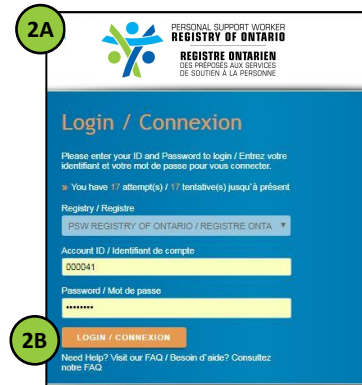 2A
PERSONAL SUPPORT WORKER
REGISTRY OF ONTARIO
REGISTRE ONTARIEN
DES PRÉPOSÉS AUX SERVICES
DE SOUTIEN À LA PERSONNE
Login / Connexion
Please enter your ID and Password to login / Entrez votre
identifiant et votre mot de passe pour vous connecter.
» You have 17 attempt(s) / 17 tentative(s) jusqu'à présent
Registry / Registre
PSW REGISTRY OF ONTARIO / REGISTRE ONTA
Account ID / Identifiant de compte
000041
Password / Mot de passe
••••••••
2B
LOGIN / CONNEXION
Need Help? Visit our FAQ / Besoin d'aide? Consultez
notre FAQ